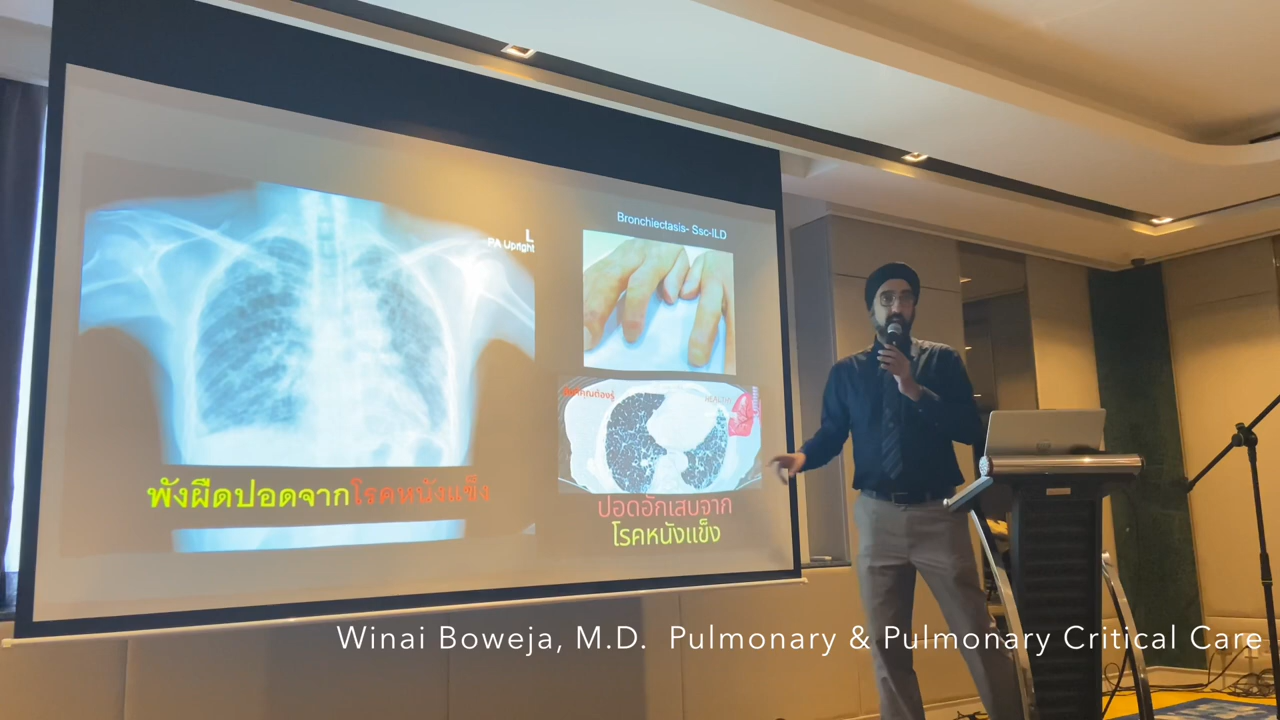 L
PA Upright
พังผืดปอดจากโรคหนังแข็ง
Bronchiectasis- Ssc-ILD
ปอดอักเสบจาก
โรคหนังแข็ง
Winai Boweja, M.D. Pulmonary & Pulmonary Critical Care